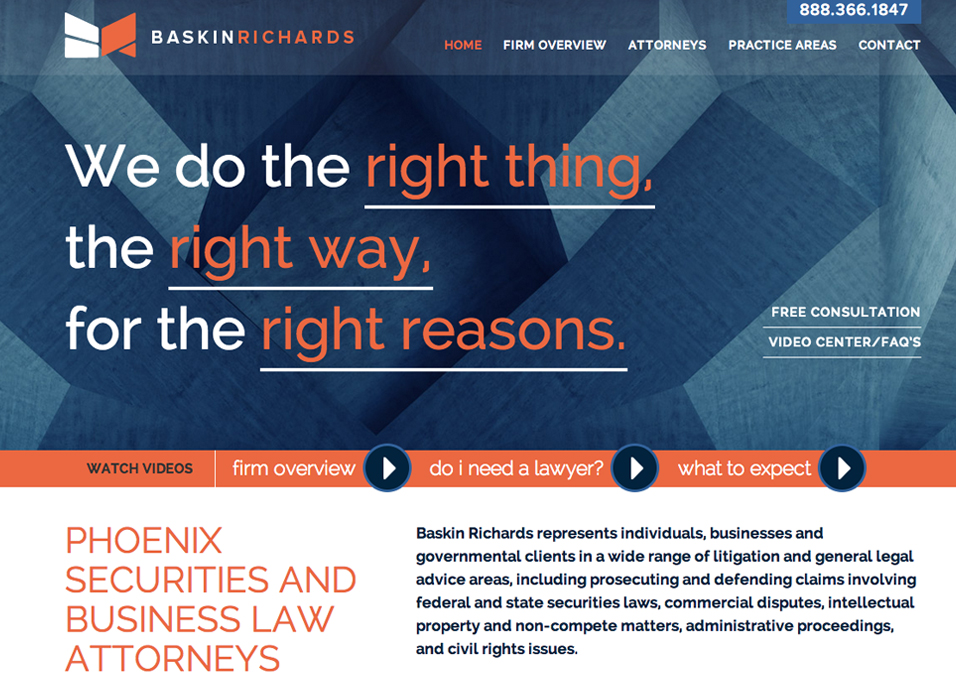 888.366.1847
BASKINRICHARDS
HOME FIRM OVERVIEW ATTORNEYS PRACTICE AREAS CONTACT
We do the right thing,
the right way,
for the right reasons.
FREE CONSULTATION
VIDEO CENTER/FAQ'S
WATCH VIDEOS firm overview do i need a lawyer? what to expect
PHOENIX
SECURITIES AND
BUSINESS LAW
ATTORNEYS
Baskin Richards represents individuals, businesses and
governmental clients in a wide range of litigation and general legal
advice areas, including prosecuting and defending claims involving
federal and state securities laws, commercial disputes, intellectual
property and non-compete matters, administrative proceedings,
and civil rights issues.